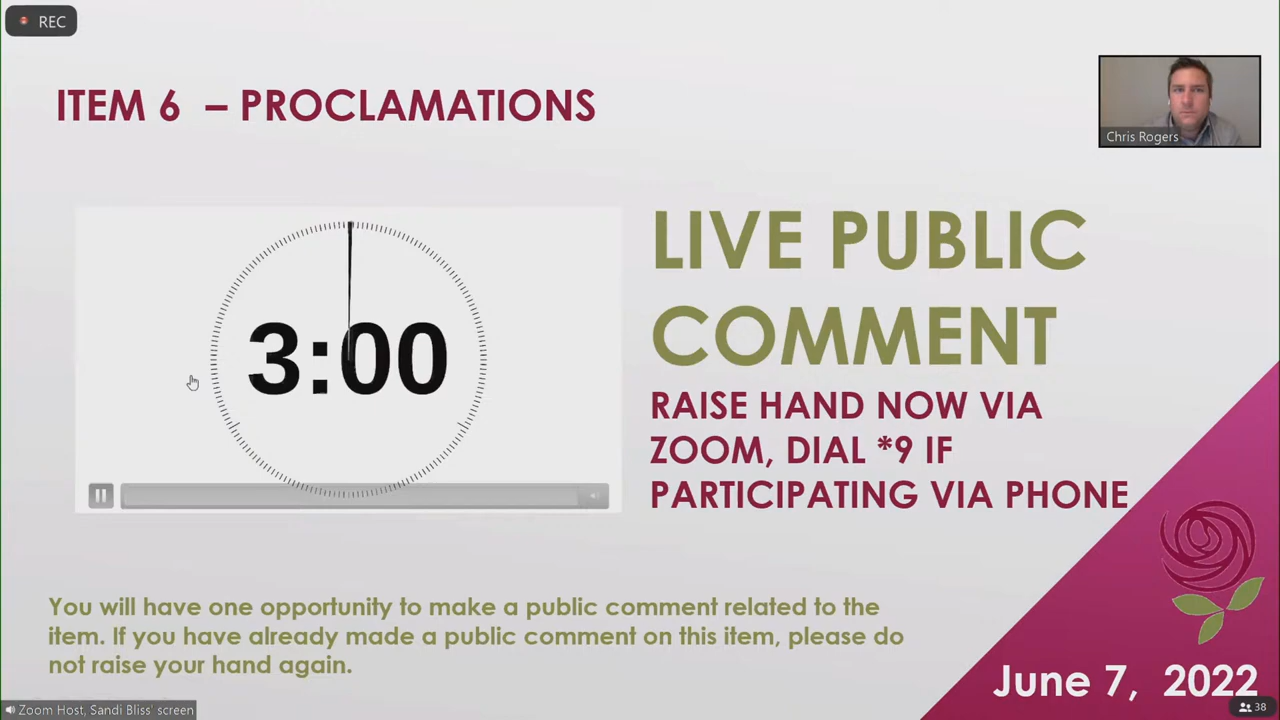 REC
ITEM 6 – PROCLAMATIONS
Chris Rogers
3:00
LIVE PUBLIC
COMMENT
RAISE HAND NOW VIA
ZOOM, DIAL *9 IF
PARTICIPATING VIA PHONE
You will have one opportunity to make a public comment related to the
item. If you have already made a public comment on this item, please do
not raise your hand again.
June 7, 2022
Zoom Host, Sandi Bliss' screen
38